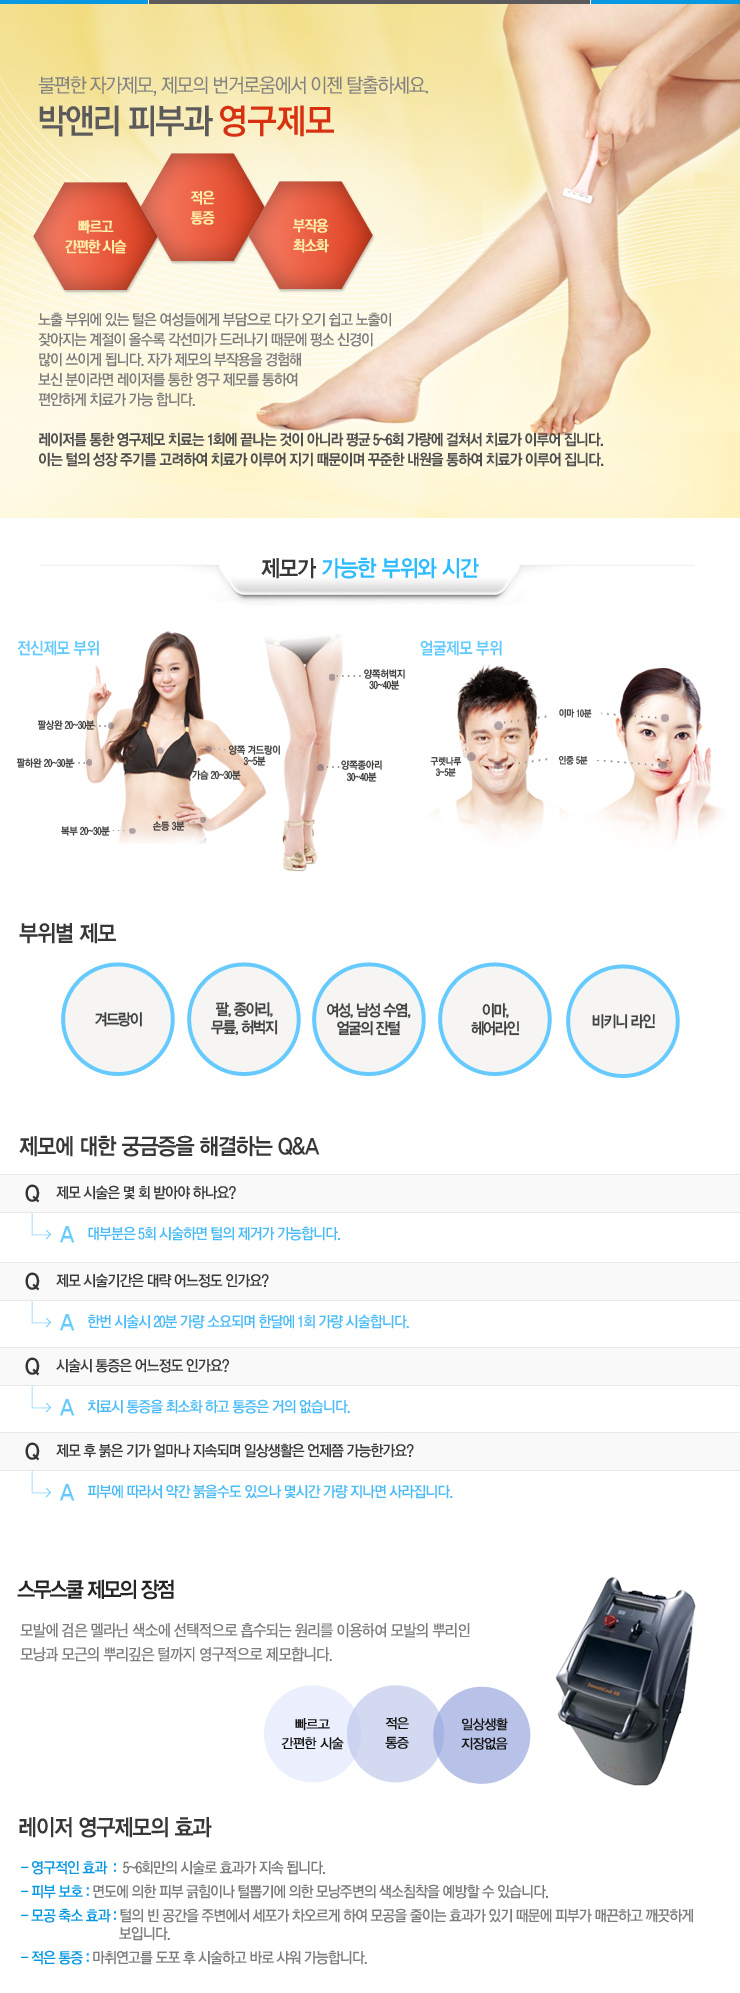 불편한 자가제모, 제모의 번거로움에서 이젠 탈출하세요.
박앤리 피부과 영구제모
빠르고
간편한 시슬
적은
통증
부작용
최소화
노출 부위에 있는 털은 여성들에게 부담으로 다가 오기 쉽고 노출이
잦아지는 계절이 올수록 각선미가 드러나기 때문에 평소 신경이
많이 쓰이게 됩니다. 자가 제모의 부작용을 경험해
보신 분이라면 레이저를 통한 영구 제모를 통하여
편안하게 치료가 가능 합니다.
레이저를 통한 영구제모 치료는 1회에 끝나는 것이 아니라 평균 5~6회 가량에 걸쳐서 치료가 이루어 집니다.
이는 털의 성장 주기를 고려하여 치료가 이루어 지기 때문이며 꾸준한 내원을 통하여 치료가 이루어 집니다.
제모가 가능한 부위와 시간
전신제모 부위
팔상완 20~30분
팔하완 20~30분
양쪽 겨드랑이
3~5분
가슴 20~30분
복부 20~30분
손등 3분
양쪽허벅지
30~40분
양쪽종아리
30~40분
얼굴제모 부위
이마 10분
구렛나루
3~5분
인중 5분
부위별 제모
겨드랑이
팔, 종아리,
무릎, 허벅지
여성, 남성 수염,
얼굴의 잔털
이마,
헤어라인
비키니 라인
제모에 대한 궁금증을 해결하는 Q&A
Q 제모 시술은 몇 회 받아야 하나요?
A 대부분은 5회 시술하면 털의 제거가 가능합니다.
Q 제모 시술기간은 대략 어느정도 인가요?
A 한번 시술시 20분 가량 소요되며 한달에 1회 가량 시술합니다.
Q 시술시 통증은 어느정도 인가요?
A 치료시 통증을 최소화 하고 통증은 거의 없습니다.
Q 제모 후 붉은 기가 얼마나 지속되며 일상생활은 언제쯤 가능한가요?
A 피부에 따라서 약간 붉을수도 있으나 몇시간 가량 지나면 사라집니다.
스무스쿨 제모의 장점
모발에 검은 멜라닌 색소에 선택적으로 흡수되는 원리를 이용하여 모발의 뿌리인
모낭과 모근의 뿌리깊은 털까지 영구적으로 제모합니다.
빠르고
간편한 시술
적은
통증
일상생활
지장없음
레이저 영구제모의 효과
- 영구적인 효과 : 5~6회만의 시술로 효과가 지속 됩니다.
- 피부 보호 : 면도에 의한 피부 긁힘이나 털뽑기에 의한 모낭주변의 색소침착을 예방할 수 있습니다.
- 모공 축소 효과 : 털의 빈 공간을 주변에서 세포가 차오르게 하여 모공을 줄이는 효과가 있기 때문에 피부가 매끈하고 깨끗하게
보입니다.
- 적은 통증 : 마취연고를 도포 후 시술하고 바로 샤워 가능합니다.